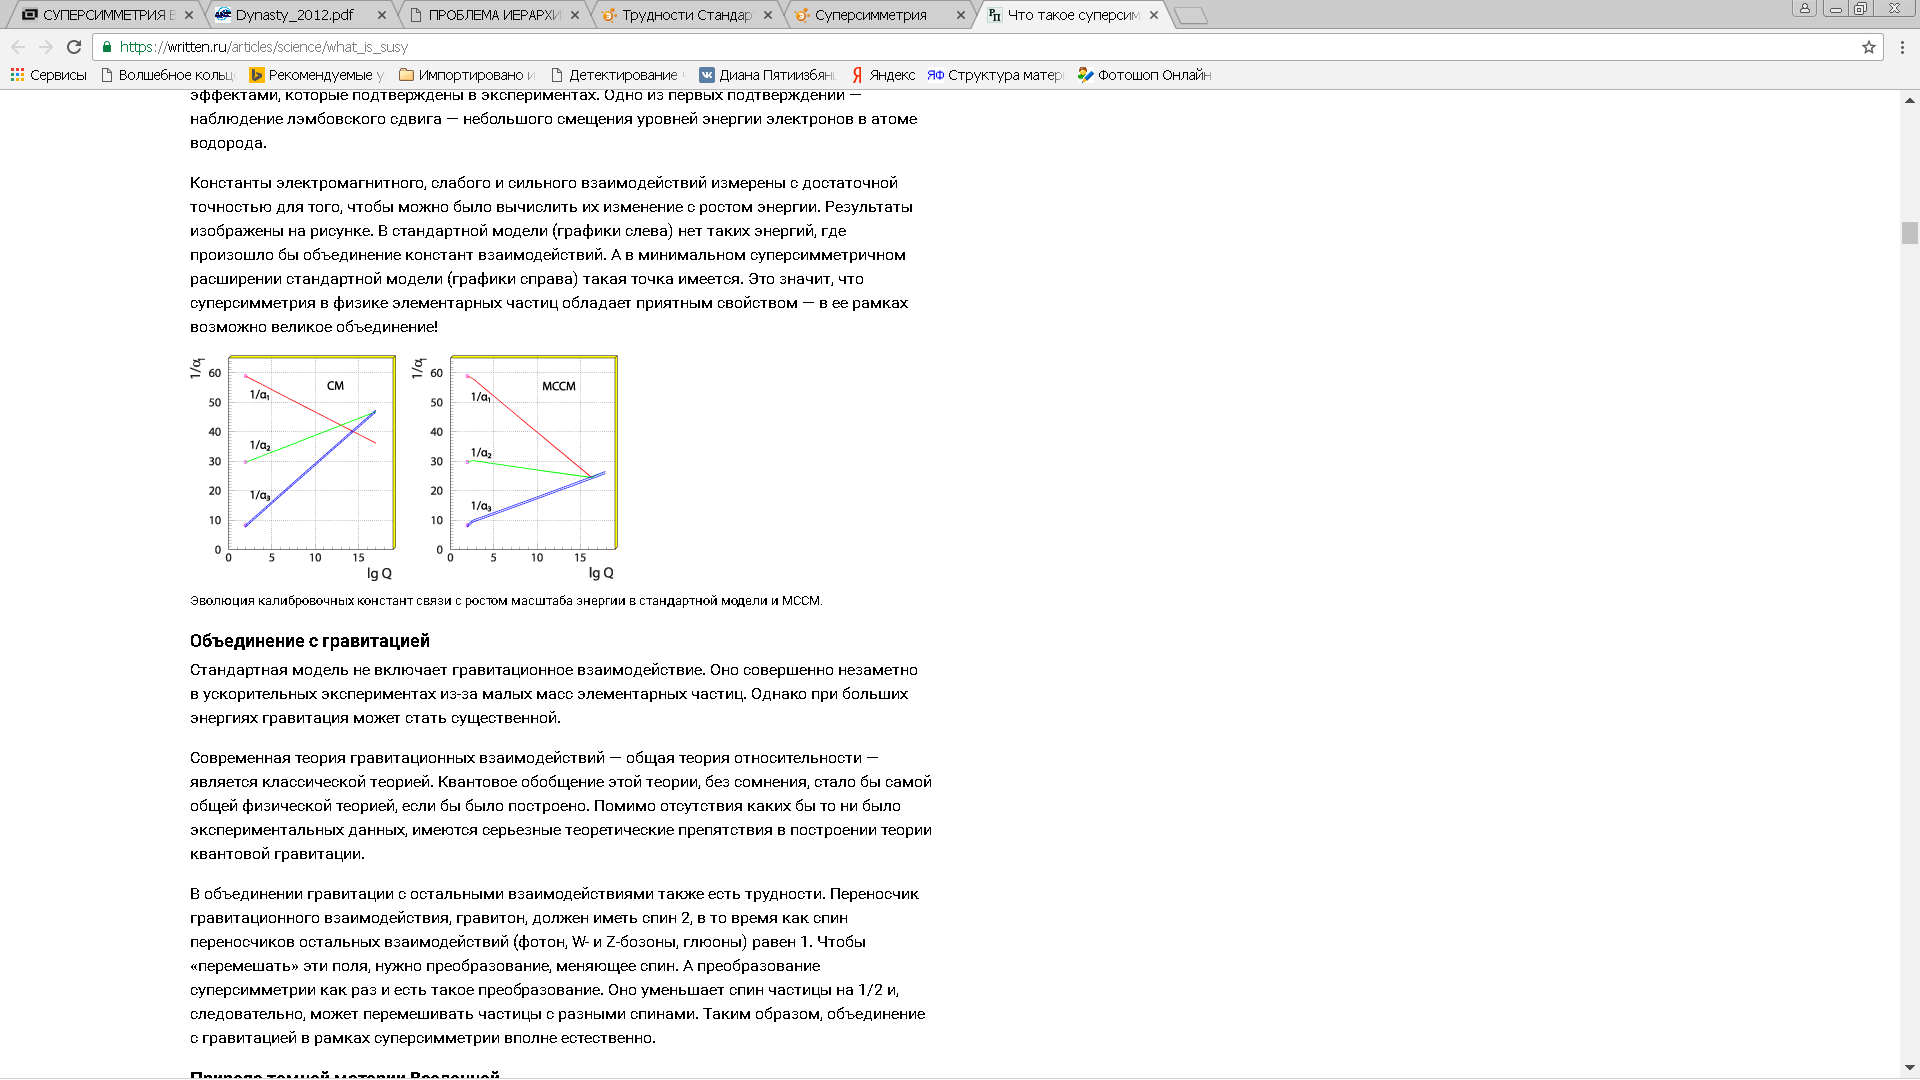 СУПЕРСИММЕТРИЯ В
Dynasty_2012.pdf
ПРОБЛЕМА ИЕРАРХИ
Трудности Стандар
Суперсимметрия
Что такое суперсим
https://written.ru/articles/science/what_is_susy
Сервисы
Волшебное кольц
Рекомендуемые у
Импортировано и
Детектирование
Диана Пятиизбян
Яндекс
ЯФ Структура матер
Фотошоп Онлайн
эффектами, которые подтверждены в экспериментах. Одно из первых подтверждений —
наблюдение лэмбовского сдвига — небольшого смещения уровней энергии электронов в атоме
водорода.
Константы электромагнитного, слабого и сильного взаимодействий измерены с достаточной
точностью для того, чтобы можно было вычислить их изменение с ростом энергии. Результаты
изображены на рисунке. В стандартной модели (графики слева) нет таких энергий, где
произошло бы объединение констант взаимодействий. А в минимальном суперсимметричном
расширении стандартной модели (графики справа) такая точка имеется. Это значит, что
суперсимметрия в физике элементарных частиц обладает приятным свойством — в ее рамках
возможно великое объединение!
1/αᵢ
60
50
40
30
20
10
0
0 5 10 15
lg Q
СМ
1/α₁
1/α₂
1/α₃
1/αᵢ
60
50
40
30
20
10
0
0 5 10 15
lg Q
МССМ
1/α₁
1/α₂
1/α₃
Эволюция калибровочных констант связи с ростом масштаба энергии в стандартной модели и МССМ.
Объединение с гравитацией
Стандартная модель не включает гравитационное взаимодействие. Оно совершенно незаметно
в ускорительных экспериментах из-за малых масс элементарных частиц. Однако при больших
энергиях гравитация может стать существенной.
Современная теория гравитационных взаимодействий — общая теория относительности —
является классической теорией. Квантовое обобщение этой теории, без сомнения, стало бы самой
общей физической теорией, если бы было построено. Помимо отсутствия каких бы то ни было
экспериментальных данных, имеются серьезные теоретические препятствия в построении теории
квантовой гравитации.
В объединении гравитации с остальными взаимодействиями также есть трудности. Переносчик
гравитационного взаимодействия, гравитон, должен иметь спин 2, в то время как спин
переносчиков остальных взаимодействий (фотон, W- и Z-бозоны, глюоны) равен 1. Чтобы
«перемешать» эти поля, нужно преобразование, меняющее спин. А преобразование
суперсимметрии как раз и есть такое преобразование. Оно уменьшает спин частицы на 1/2 и,
следовательно, может перемешивать частицы с разными спинами. Таким образом, объединение
с гравитацией в рамках суперсимметрии вполне естественно.
Природа темной материи Вселенной